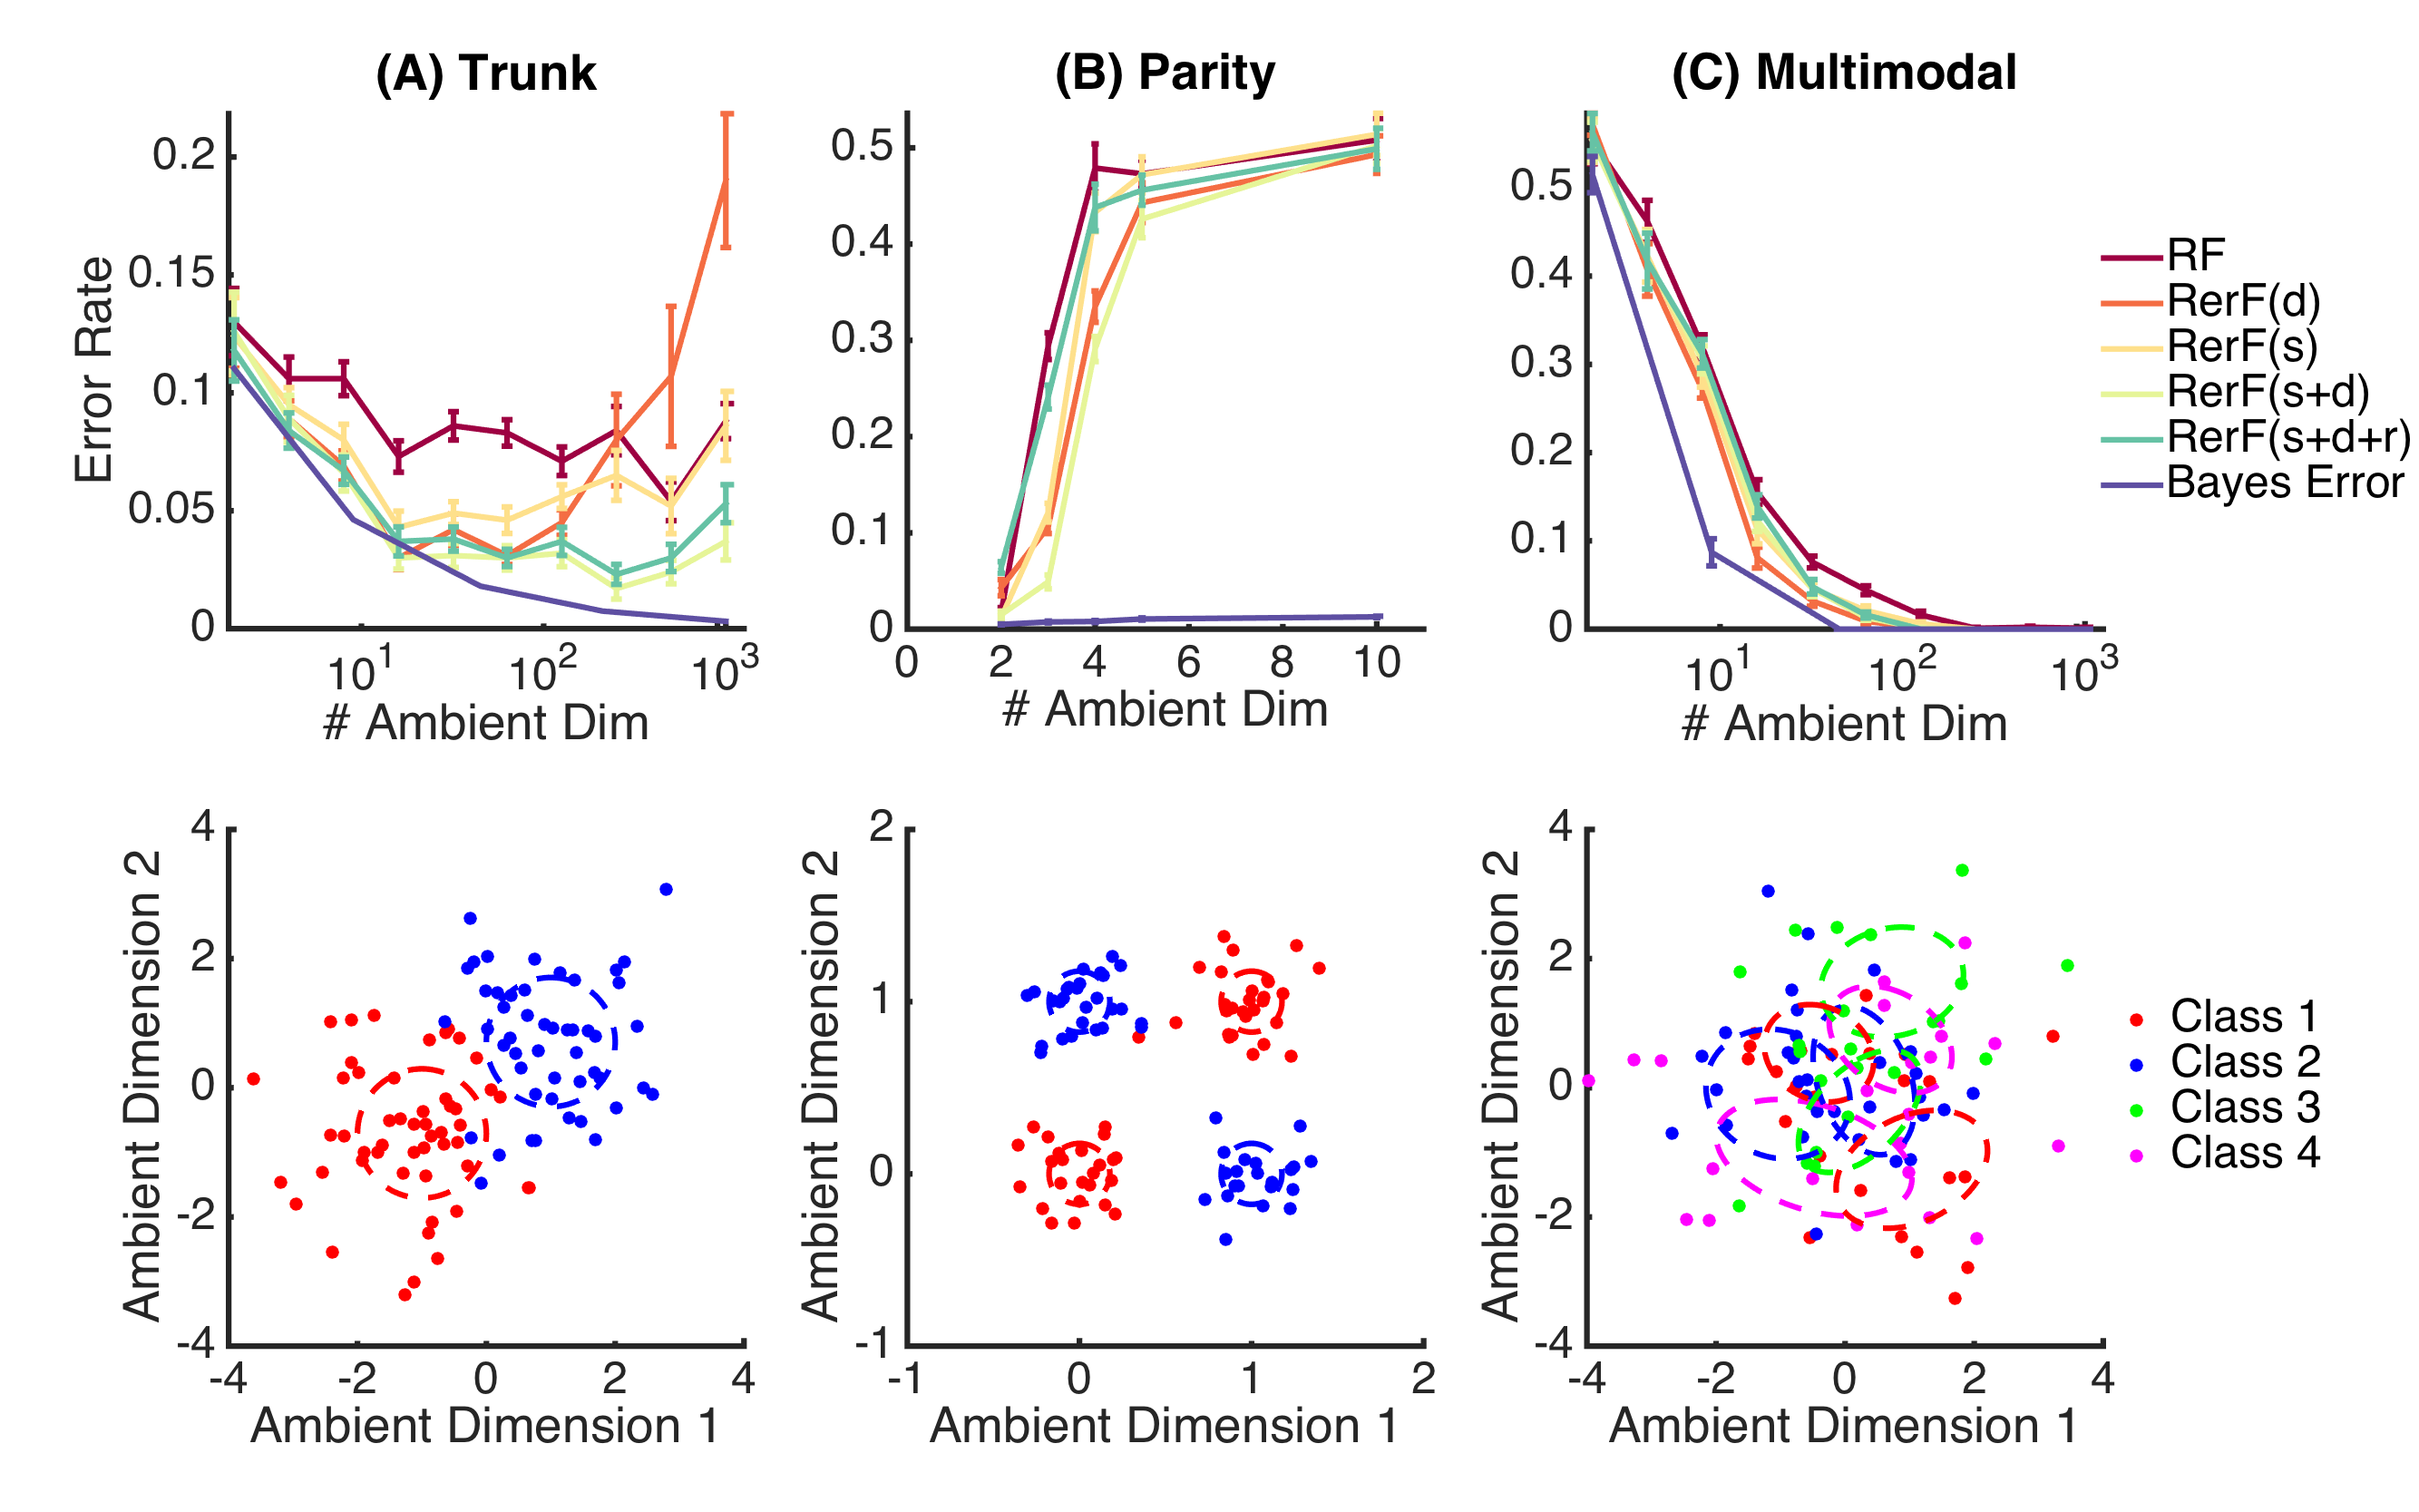 (A) Trunk
(B) Parity
(C) Multimodal
Error Rate
0.2
0.15
0.1
0.05
0
10^1
10^2
10^3
# Ambient Dim
0.5
0.4
0.3
0.2
0.1
0
0
2
4
6
8
10
# Ambient Dim
0.5
0.4
0.3
0.2
0.1
0
10^1
10^2
10^3
# Ambient Dim
RF
RerF(d)
RerF(s)
RerF(s+d)
RerF(s+d+r)
Bayes Error
Ambient Dimension 2
4
2
0
-2
-4
-4
-2
0
2
4
Ambient Dimension 1
Ambient Dimension 2
2
1
0
-1
-1
0
1
2
Ambient Dimension 1
Ambient Dimension 2
4
2
0
-2
-4
-4
-2
0
2
4
Ambient Dimension 1
Class 1
Class 2
Class 3
Class 4